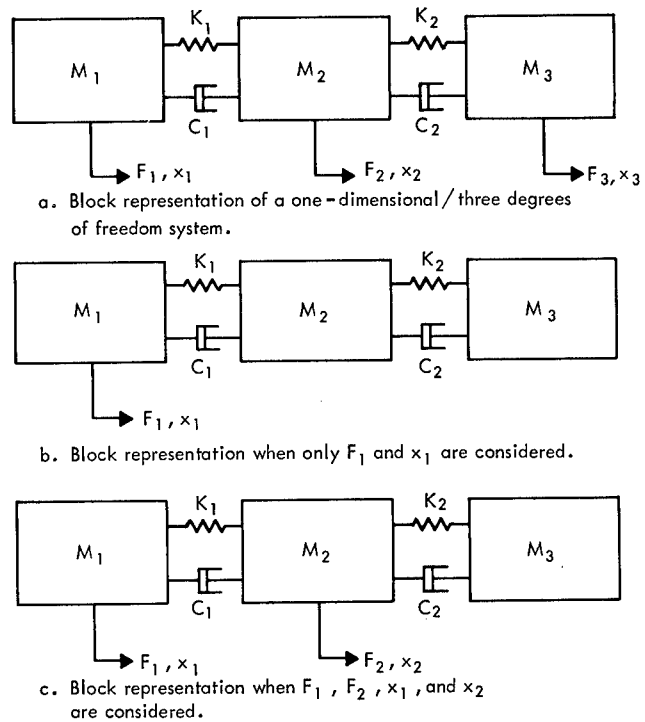 K₁ K₂
M₁ M₂ M₃
C₁ C₂
F₁, x₁ F₂, x₂ F₃, x₃
a. Block representation of a one-dimensional/three degrees
of freedom system.
K₁ K₂
M₁ M₂ M₃
C₁ C₂
F₁, x₁
b. Block representation when only F₁ and x₁ are considered.
K₁ K₂
M₁ M₂ M₃
C₁ C₂
F₁, x₁ F₂, x₂
c. Block representation when F₁, F₂, x₁, and x₂
are considered.